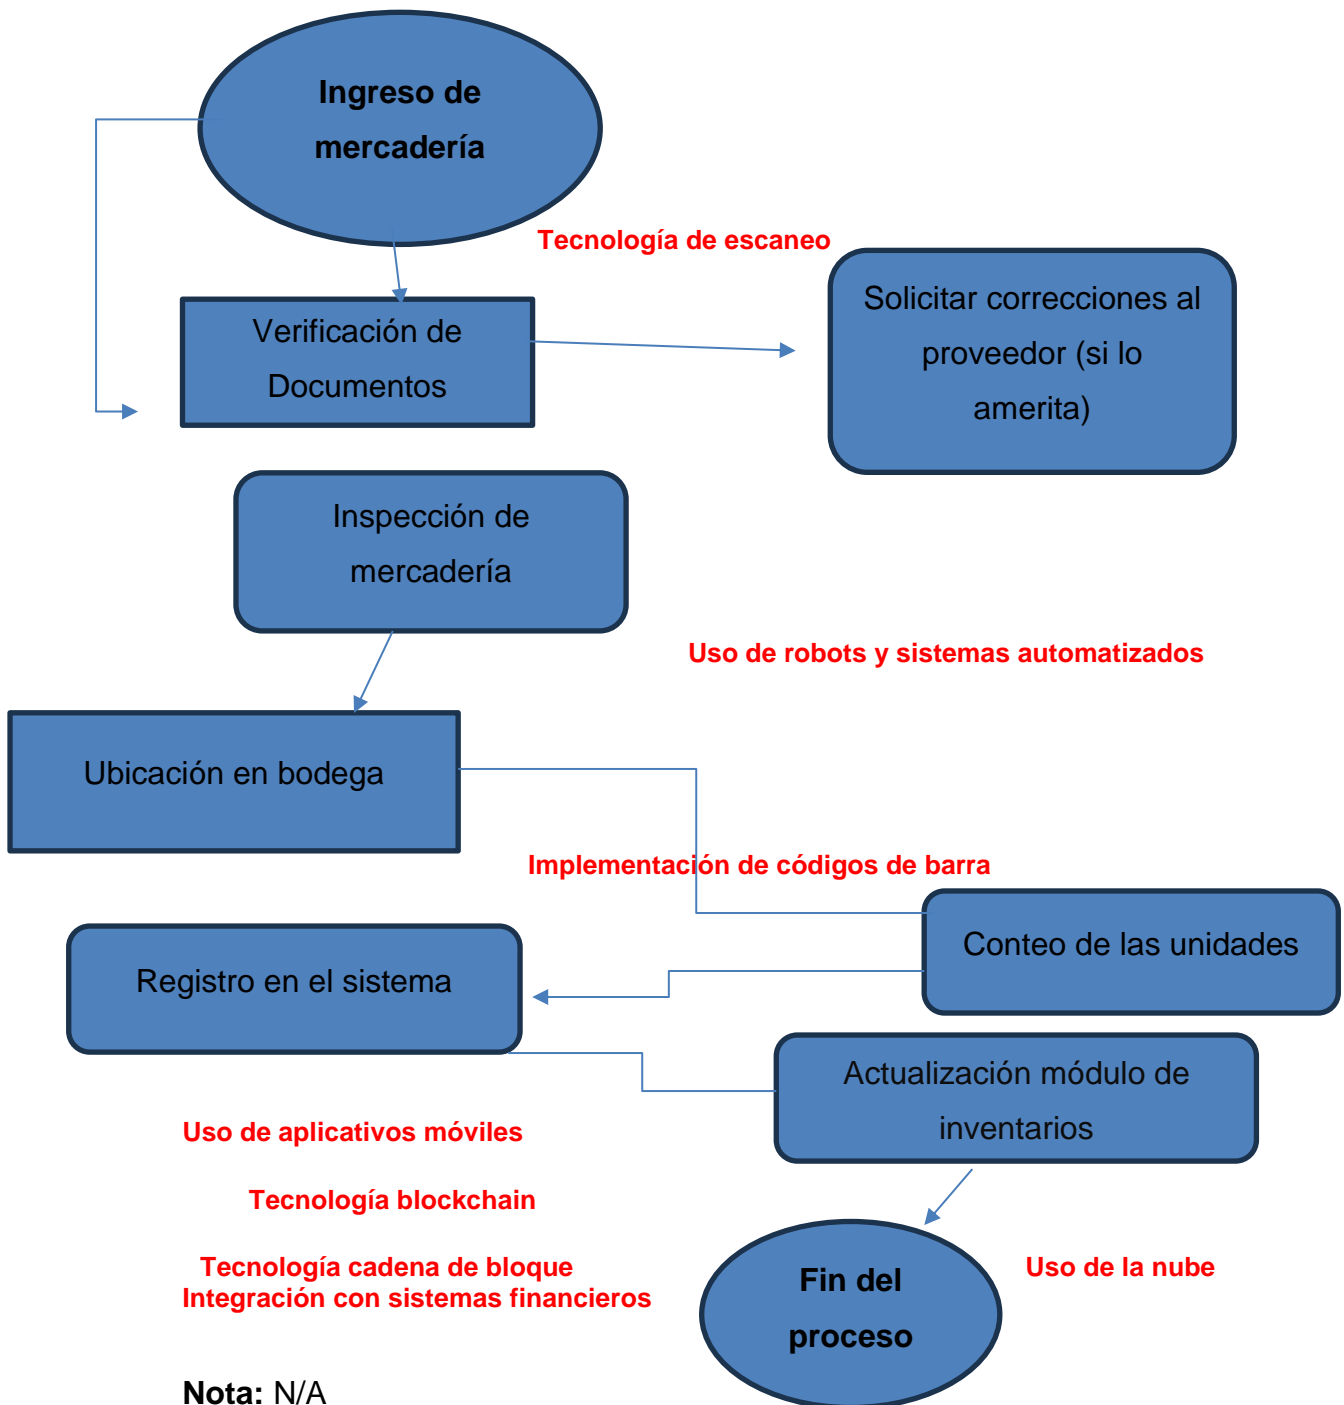 Ingreso de
mercadería
Tecnología de escaneo
Verificación de
Documentos
Solicitar correcciones al
proveedor (si lo
amerita)
Inspección de
mercadería
Uso de robots y sistemas automatizados
Ubicación en bodega
Implementación de códigos de barra
Conteo de las unidades
Registro en el sistema
Actualización módulo de
inventarios
Uso de aplicativos móviles
Tecnología blockchain
Tecnología cadena de bloque
Integración con sistemas financieros
Fin del
proceso
Uso de la nube
Nota: N/A